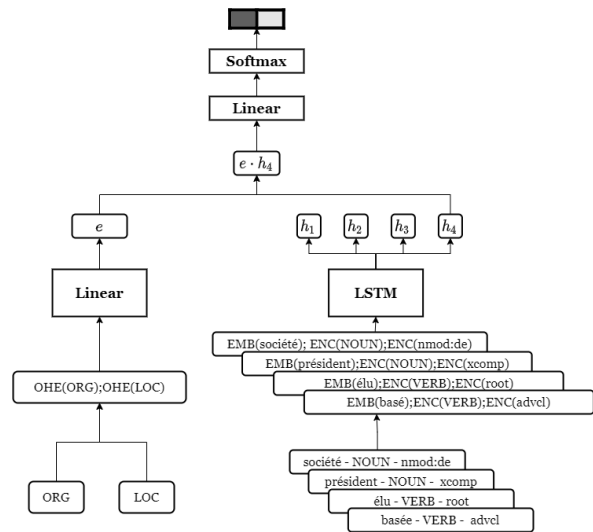 Softmax
Linear
e · h4
e
h1 h2 h3 h4
Linear
LSTM
EMB(société); ENC(NOUN);ENC(nmod:de)
EMB(président);ENC(NOUN);ENC(xcomp)
EMB(élu);ENC(VERB);ENC(root)
EMB(basé);ENC(VERB);ENC(advcl)
OHE(ORG);OHE(LOC)
ORG
LOC
société - NOUN - nmod:de
président - NOUN - xcomp
élu - VERB - root
basée - VERB - advcl